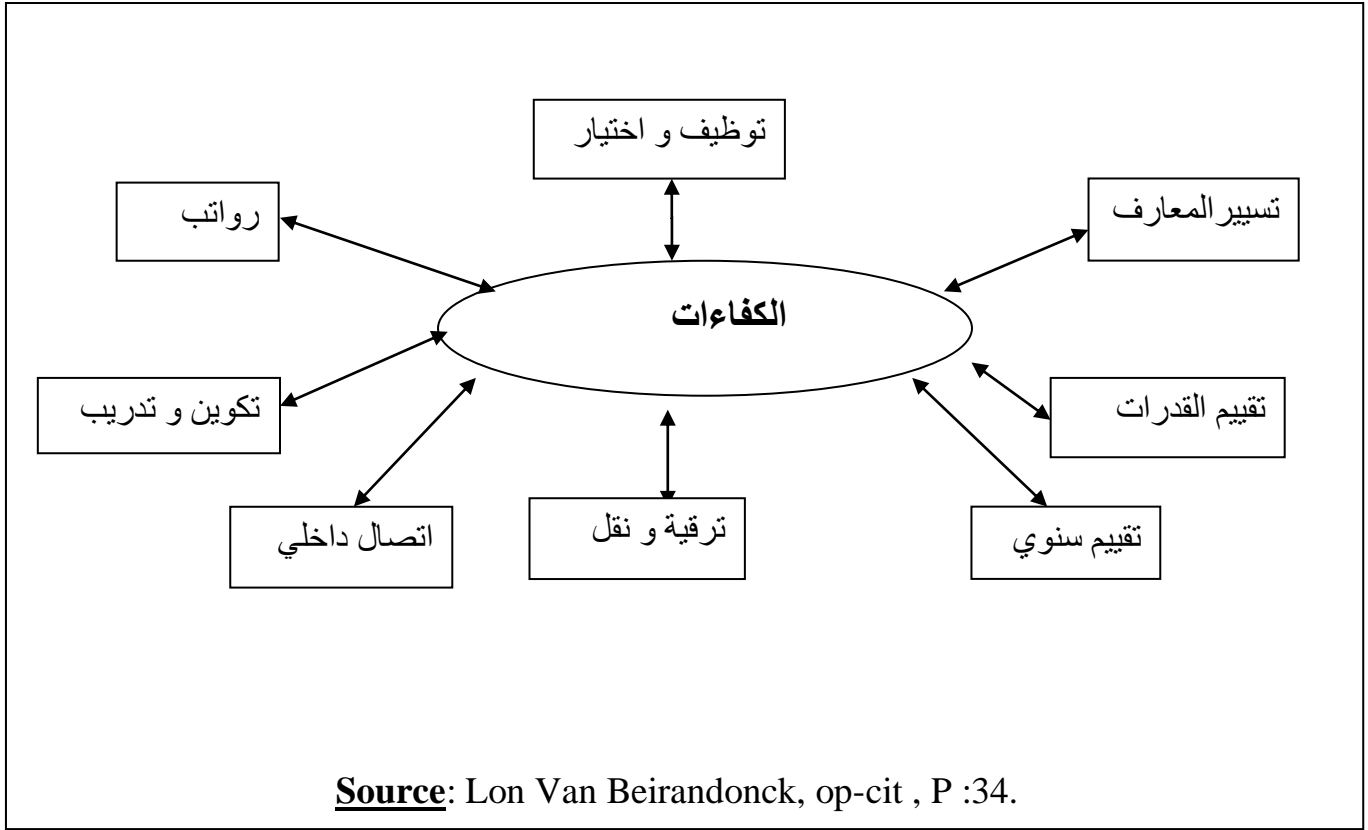 توظيف و اختيار
تسيير المعارف
رواتب
الكفاءات
تقييم القدرات
تكوين و تدريب
تقييم سنوي
ترقية و نقل
اتصال داخلي
Source: Lon Van Beirandonck, op-cit , P :34.